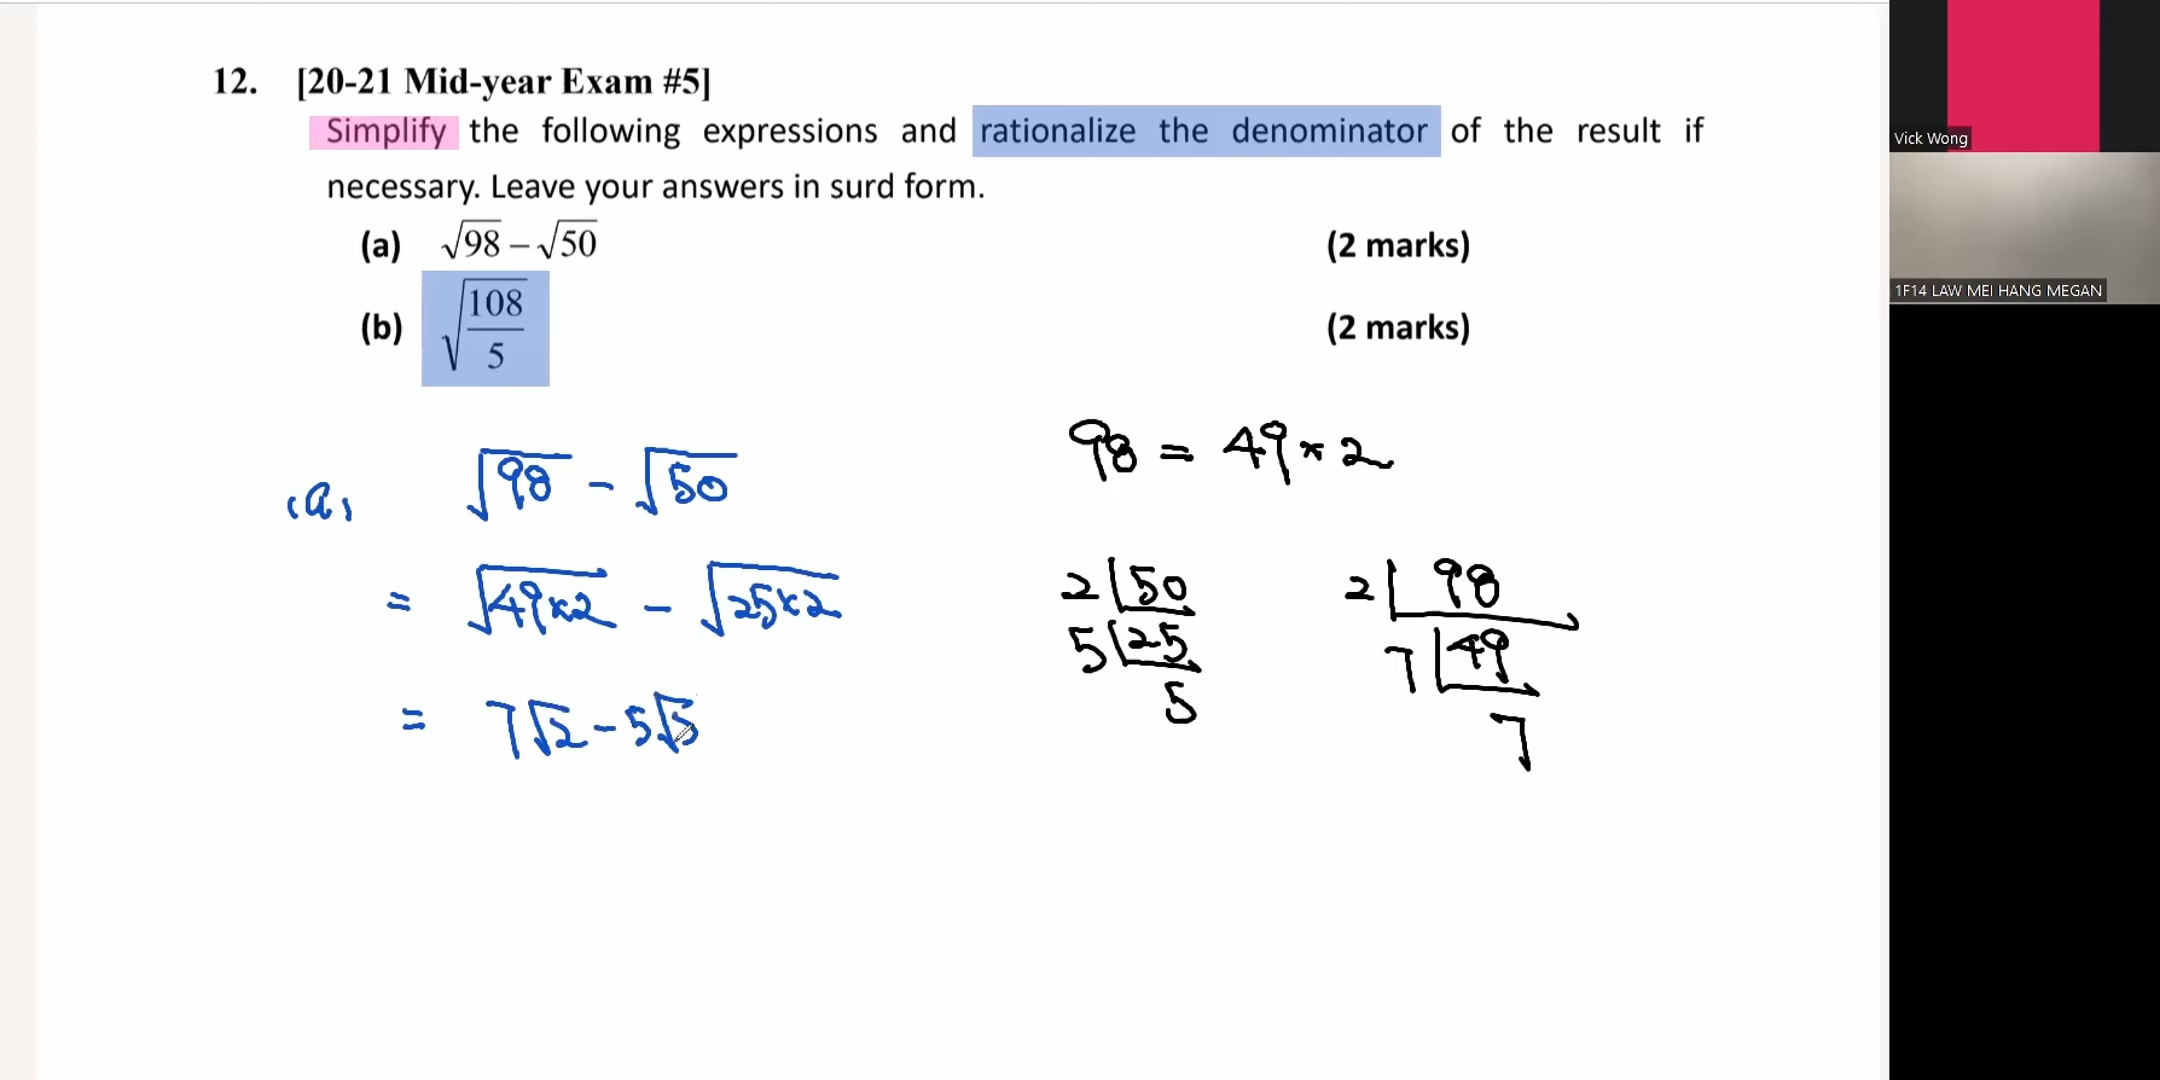 12. [20-21 Mid-year Exam #5]
Simplify the following expressions and rationalize the denominator of the result if
necessary. Leave your answers in surd form.
(a) √98 – √50 (2 marks)
(b) √(108/5) (2 marks)
(a) √98 - √50
= √49×2 - √25×2
= 7√2 - 5√5
98 = 49×2
2 50
5 25
5
2 98
7 49
7
Vick Wong
1F14 LAW MEI HANG MEGAN